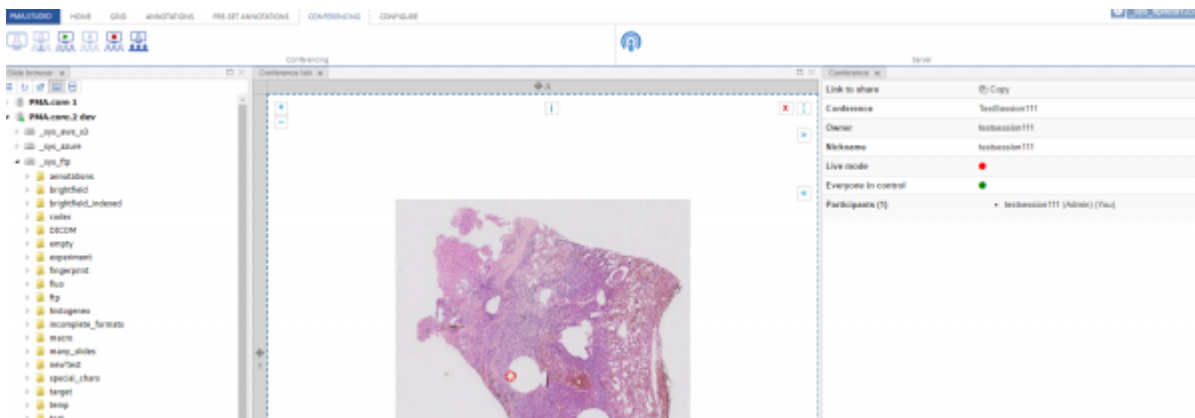 PMA.STUDIO HOME GRID ANNOTATIONS PRE-SET ANNOTATIONS CONFERENCING CONFIGURE
Conferencing
Server
Slide browser
Conference tab
Conference
PMA.core 1
PMA.core.2 dev
_sys_aws_s3
_sys_azure
_sys_ftp
annotations
brightfield
brightfield_indexed
codec
DICOM
empty
experiment
fingerprint
fluo
ftp
histogenex
incomplete_formats
macro
many_slides
special_chars
target
temp
A
1
Link to share Copy
Conference TestSession111
Owner testsession111
Nickname testsession111
Live mode
Everyone in control
Participants (1) testsession111 (Admin) (You)